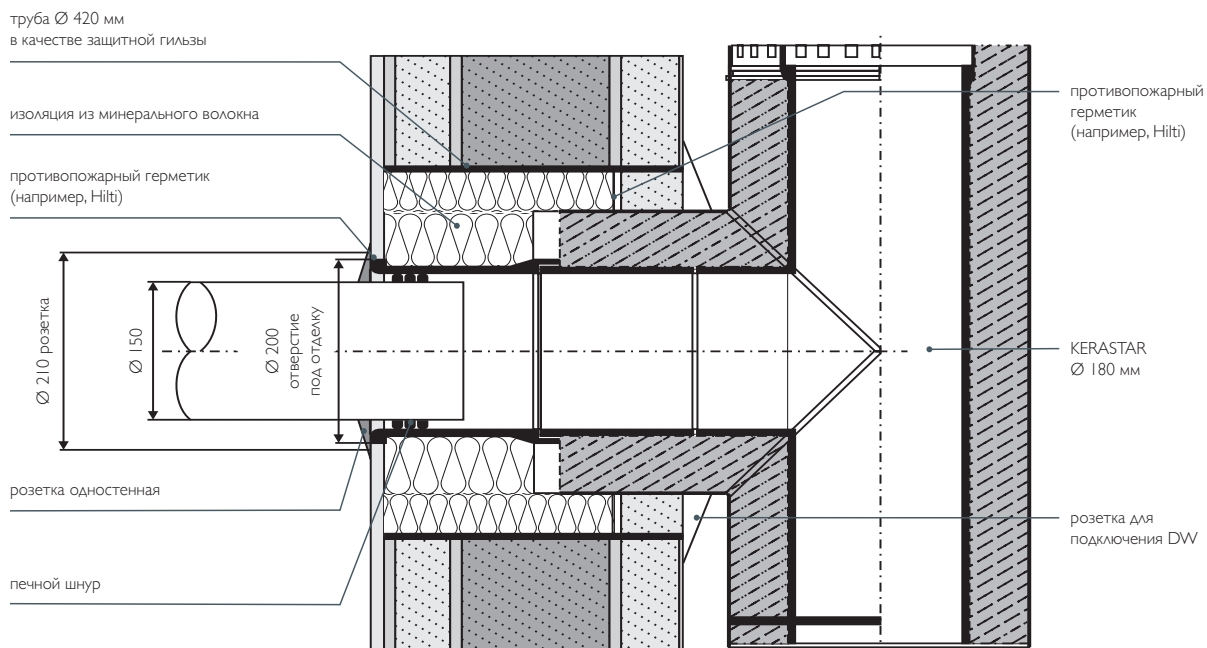 труба Ø 420 мм
в качестве защитной гильзы
изоляция из минерального волокна
противопожарный герметик
(например, Hilti)
Ø 210 розетка
Ø 150
Ø 200
отверстие
под отделку
розетка одностенная
печной шнур
противопожарный
герметик
(например, Hilti)
KERASTAR
Ø 180 мм
розетка для
подключения DW